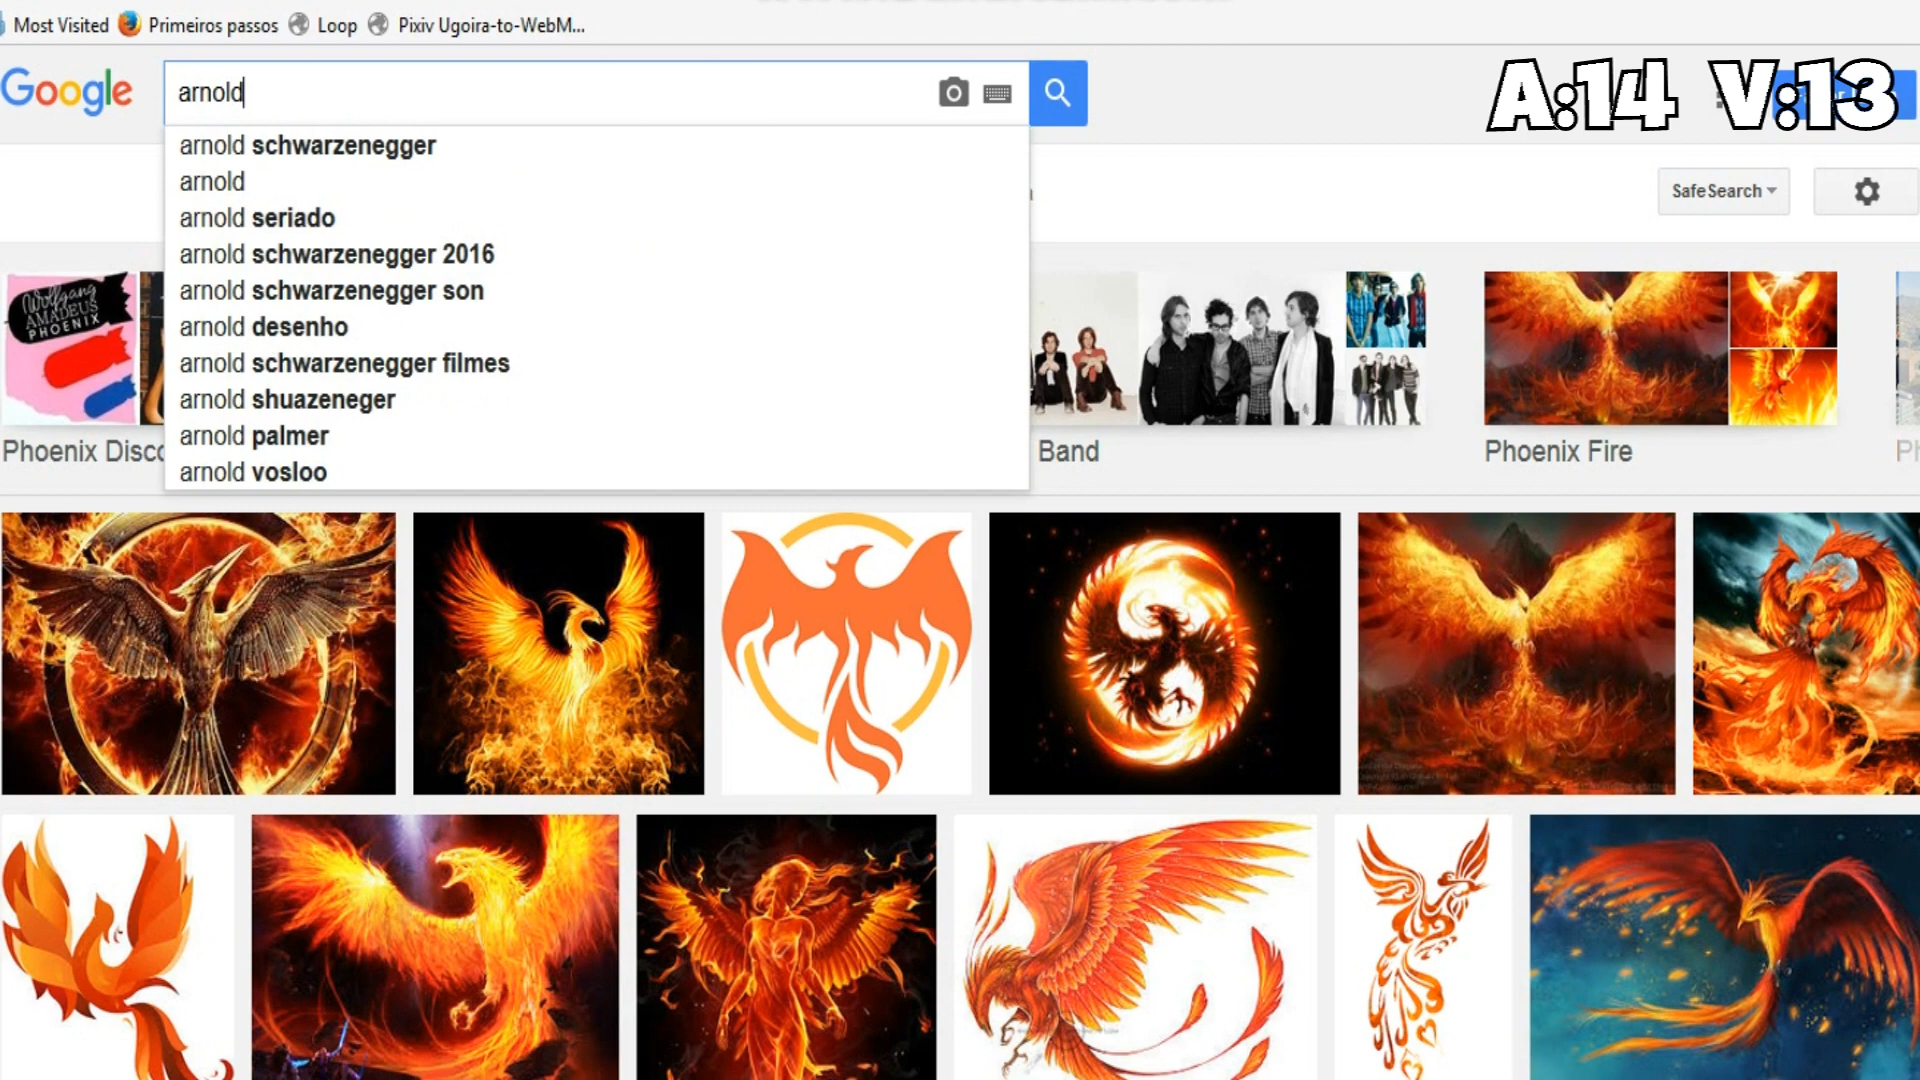 Most Visited Primeiros passos Loop Pixiv Ugoira-to-WebM...
Google
arnold
A:14 V:13
arnold schwarzenegger
arnold
arnold seriado
arnold schwarzenegger 2016
arnold schwarzenegger son
arnold desenho
arnold schwarzenegger filmes
arnold shuazeneger
arnold palmer
arnold vosloo
SafeSearch
Wolfgang
AMADEUS
PHOENIX
Phoenix Disc
Band
Phoenix Fire